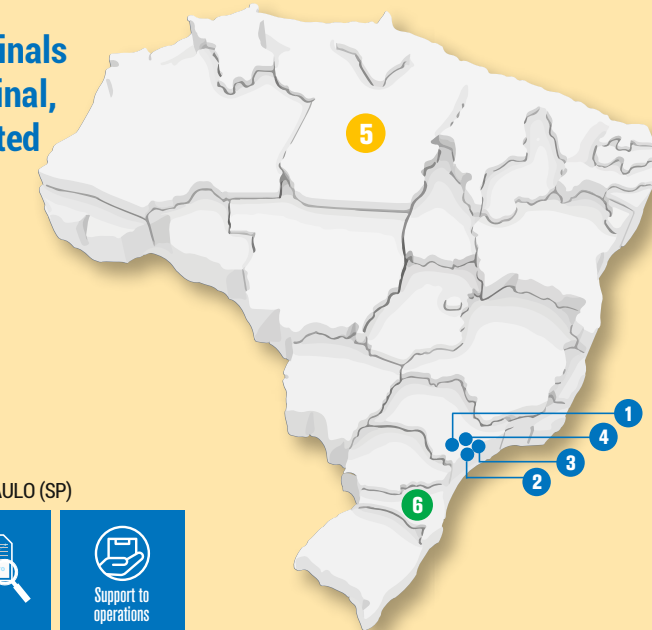 inals
inal,
ted
5
1
4
3
2
6
AULO (SP)
Support to
operations